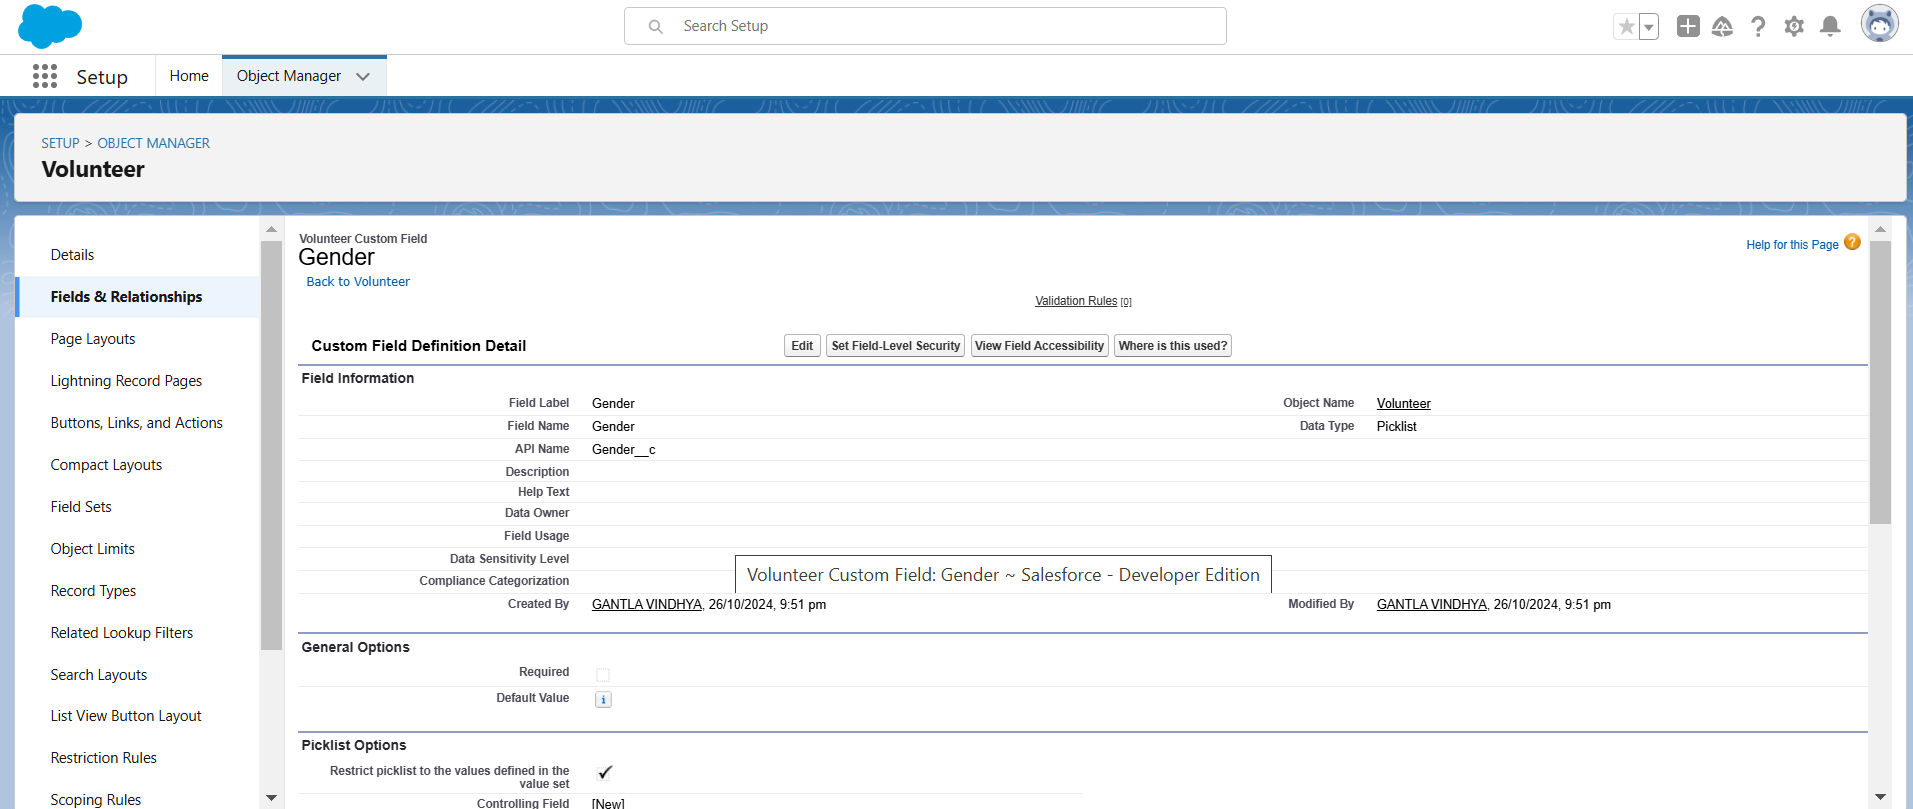 Search Setup
Setup
Home
Object Manager
SETUP > OBJECT MANAGER
Volunteer
Details
Fields & Relationships
Page Layouts
Lightning Record Pages
Buttons, Links, and Actions
Compact Layouts
Field Sets
Object Limits
Record Types
Related Lookup Filters
Search Layouts
List View Button Layout
Restriction Rules
Scoping Rules
Volunteer Custom Field
Gender
Back to Volunteer
Help for this Page ?
Validation Rules [0]
Custom Field Definition Detail Edit Set Field-Level Security View Field Accessibility Where is this used?
Field Information
Field Label Gender Object Name Volunteer
Field Name Gender Data Type Picklist
API Name Gender__c
Description
Help Text
Data Owner
Field Usage
Data Sensitivity Level
Compliance Categorization
Volunteer Custom Field: Gender ~ Salesforce - Developer Edition
Created By GANTLA VINDHYA, 26/10/2024, 9:51 pm Modified By GANTLA VINDHYA, 26/10/2024, 9:51 pm
General Options
Required
Default Value i
Picklist Options
Restrict picklist to the values defined in the
value set
Controlling Field [New]